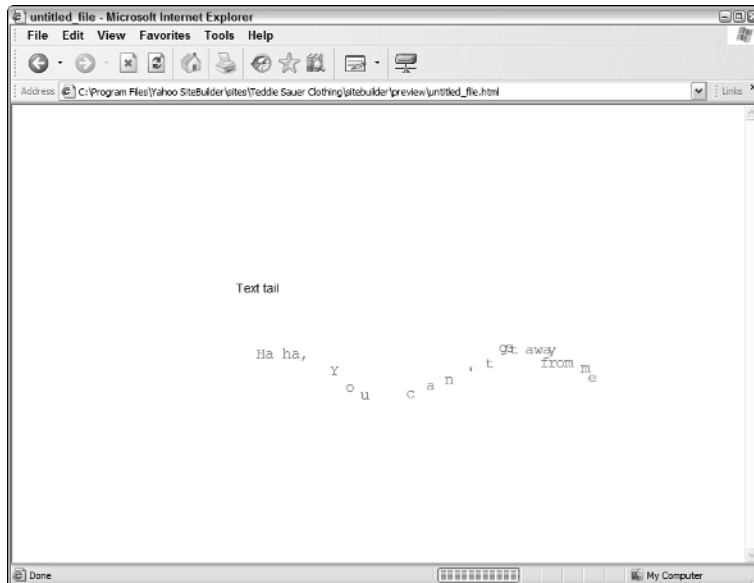 untitled_file - Microsoft Internet Explorer
File Edit View Favorites Tools Help
Address C:\Program Files\Yahoo SiteBuilder\sites\Teddie Sauer Clothing\sitebuilder\preview\untitled_file.html Links
Text tail
Ha ha, You can't get away from me
Done My Computer